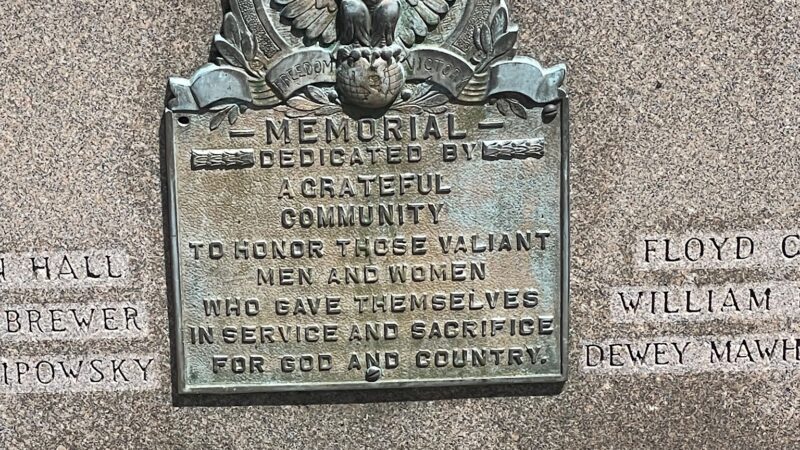 FREEDOM VICTORY
— MEMORIAL —
DEDICATED BY
A GRATEFUL
COMMUNITY
TO HONOR THOSE VALIANT
MEN AND WOMEN
WHO GAVE THEMSELVES
IN SERVICE AND SACRIFICE
FOR GOD AND COUNTRY.
N HALL
BREWER
IPOWSKY
FLOYD C
WILLIAM
DEWEY MAWH